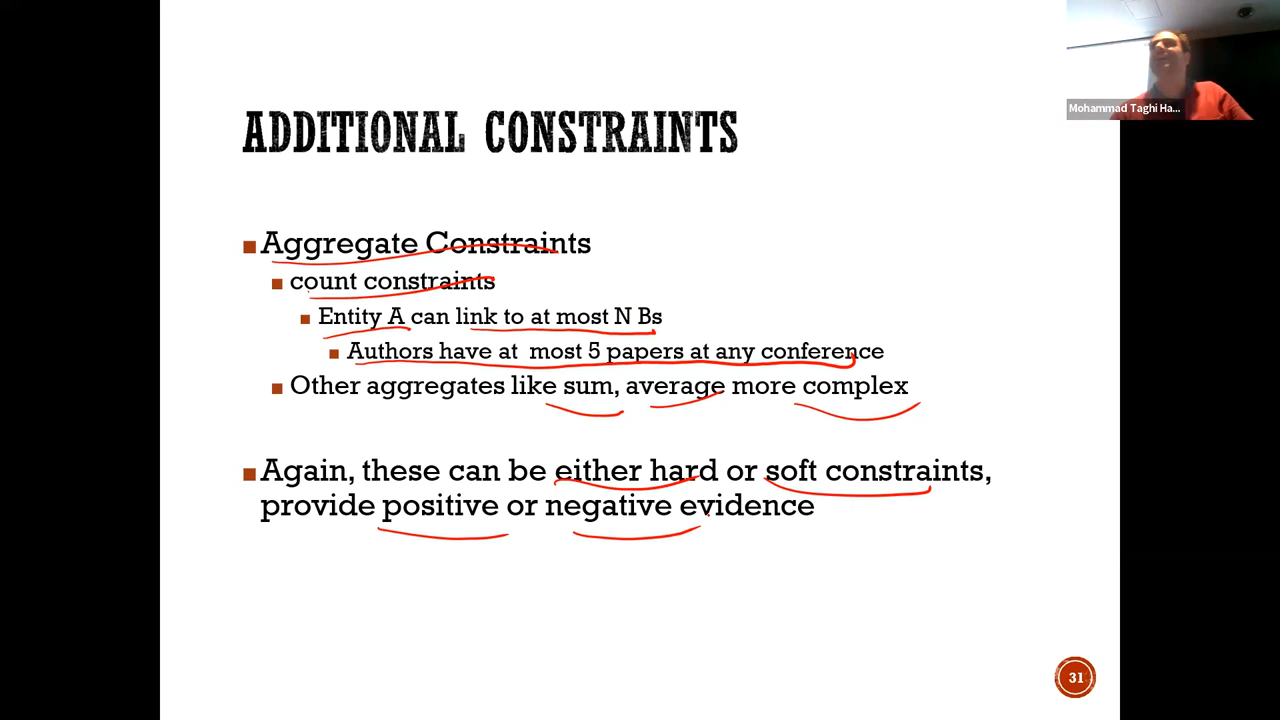 ADDITIONAL CONSTRAINTS
Mohammad Taghi Ha...
Aggregate Constraints
count constraints
Entity A can link to at most N Bs
Authors have at most 5 papers at any conference
Other aggregates like sum, average more complex
Again, these can be either hard or soft constraints,
provide positive or negative evidence
31